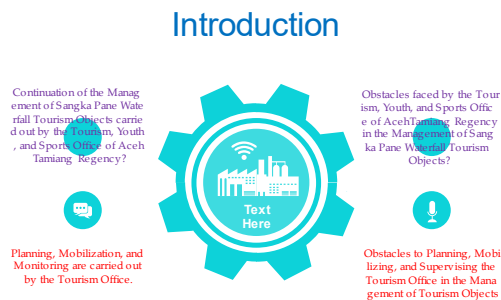 Introduction
Continuation of the Manag
ement of Sangka Pane Wate
rfall Tourism Objects carrie
d out by the Tourism, Youth
, and Sports Office of Aceh
Tamiang Regency?
Planning, Mobilization, and
Monitoring are carried out
by the Tourism Office.
Text
Here
Obstacles faced by the Tour
ism, Youth, and Sports Offic
e of AcehTamiang Regency
in the Management of Sang
ka Pane Waterfall Tourism
Objects?
Obstacles to Planning, Mobi
lizing, and Supervising the
Tourism Office in the Mana
gement of Tourism Objects